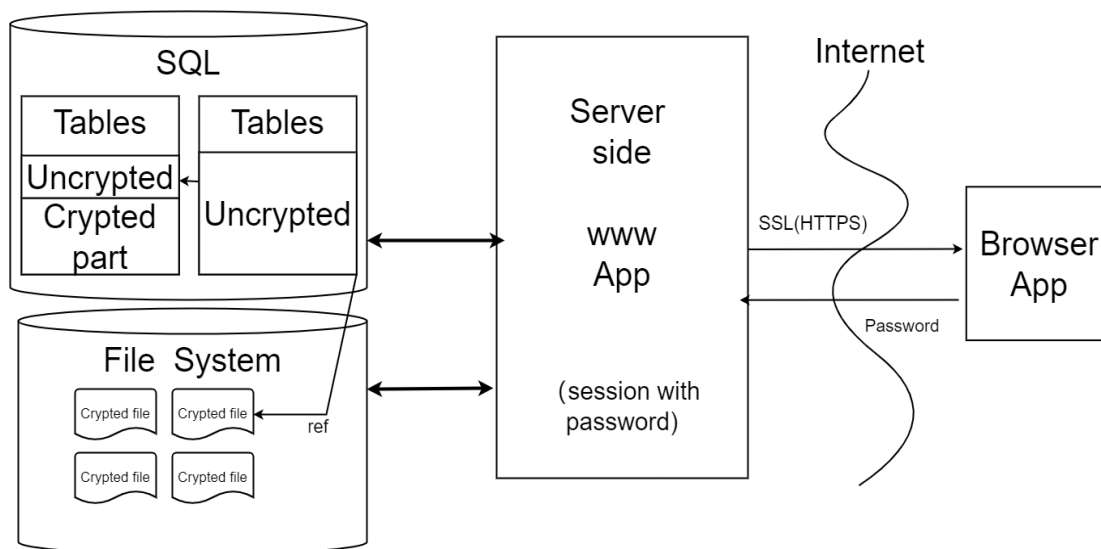 SQL
Tables
Uncrypted
Crypted
part
Tables
Uncrypted
File System
Crypted file
Crypted file
Crypted file
Crypted file
ref
Server
side
www
App
(session with
password)
Internet
SSL(HTTPS)
Password
Browser
App